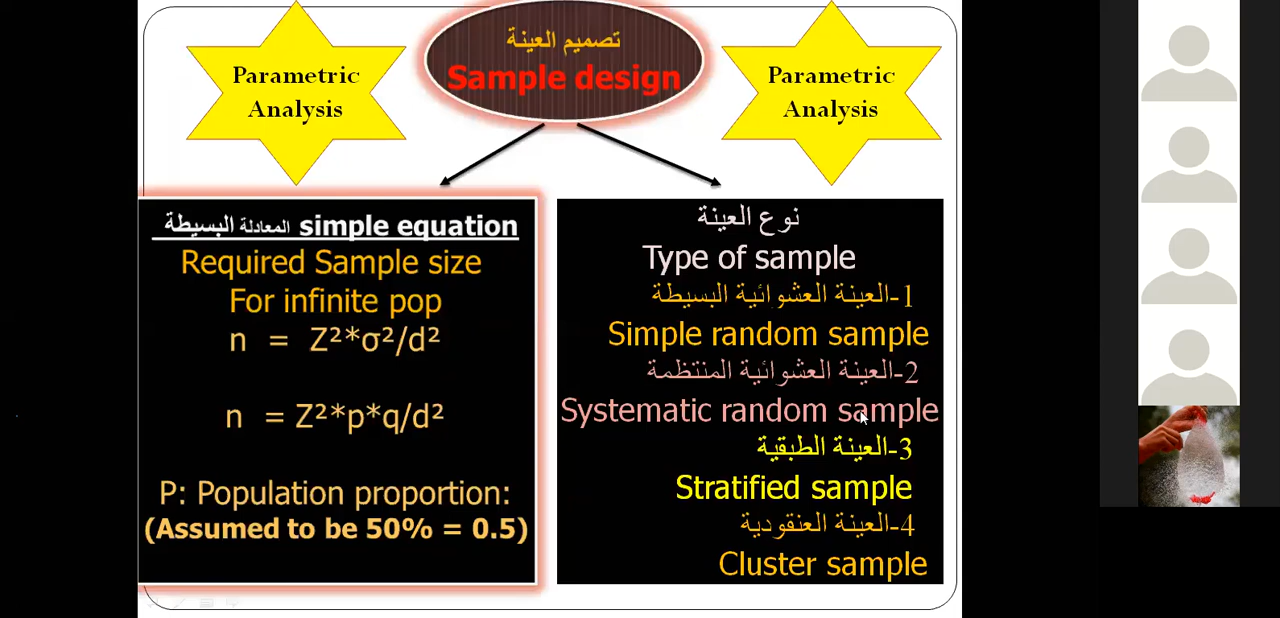 تصميم العينة
Sample design
Parametric
Analysis
Parametric
Analysis
المعادلة البسيطة simple equation
Required Sample size
For infinite pop
n = Z²*σ²/d²
n = Z²*p*q/d²
P: Population proportion:
(Assumed to be 50% = 0.5)
نوع العينة
Type of sample
1-العينة العشوائية البسيطة
Simple random sample
2-العينة العشوائية المنتظمة
Systematic random sample
3-العينة الطبقية
Stratified sample
4-العينة العنقودية
Cluster sample